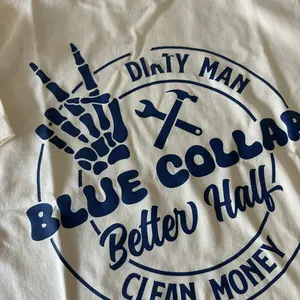 DIRTY MAN
BLUE COLLAR
Better Half
CLEAN MONEY